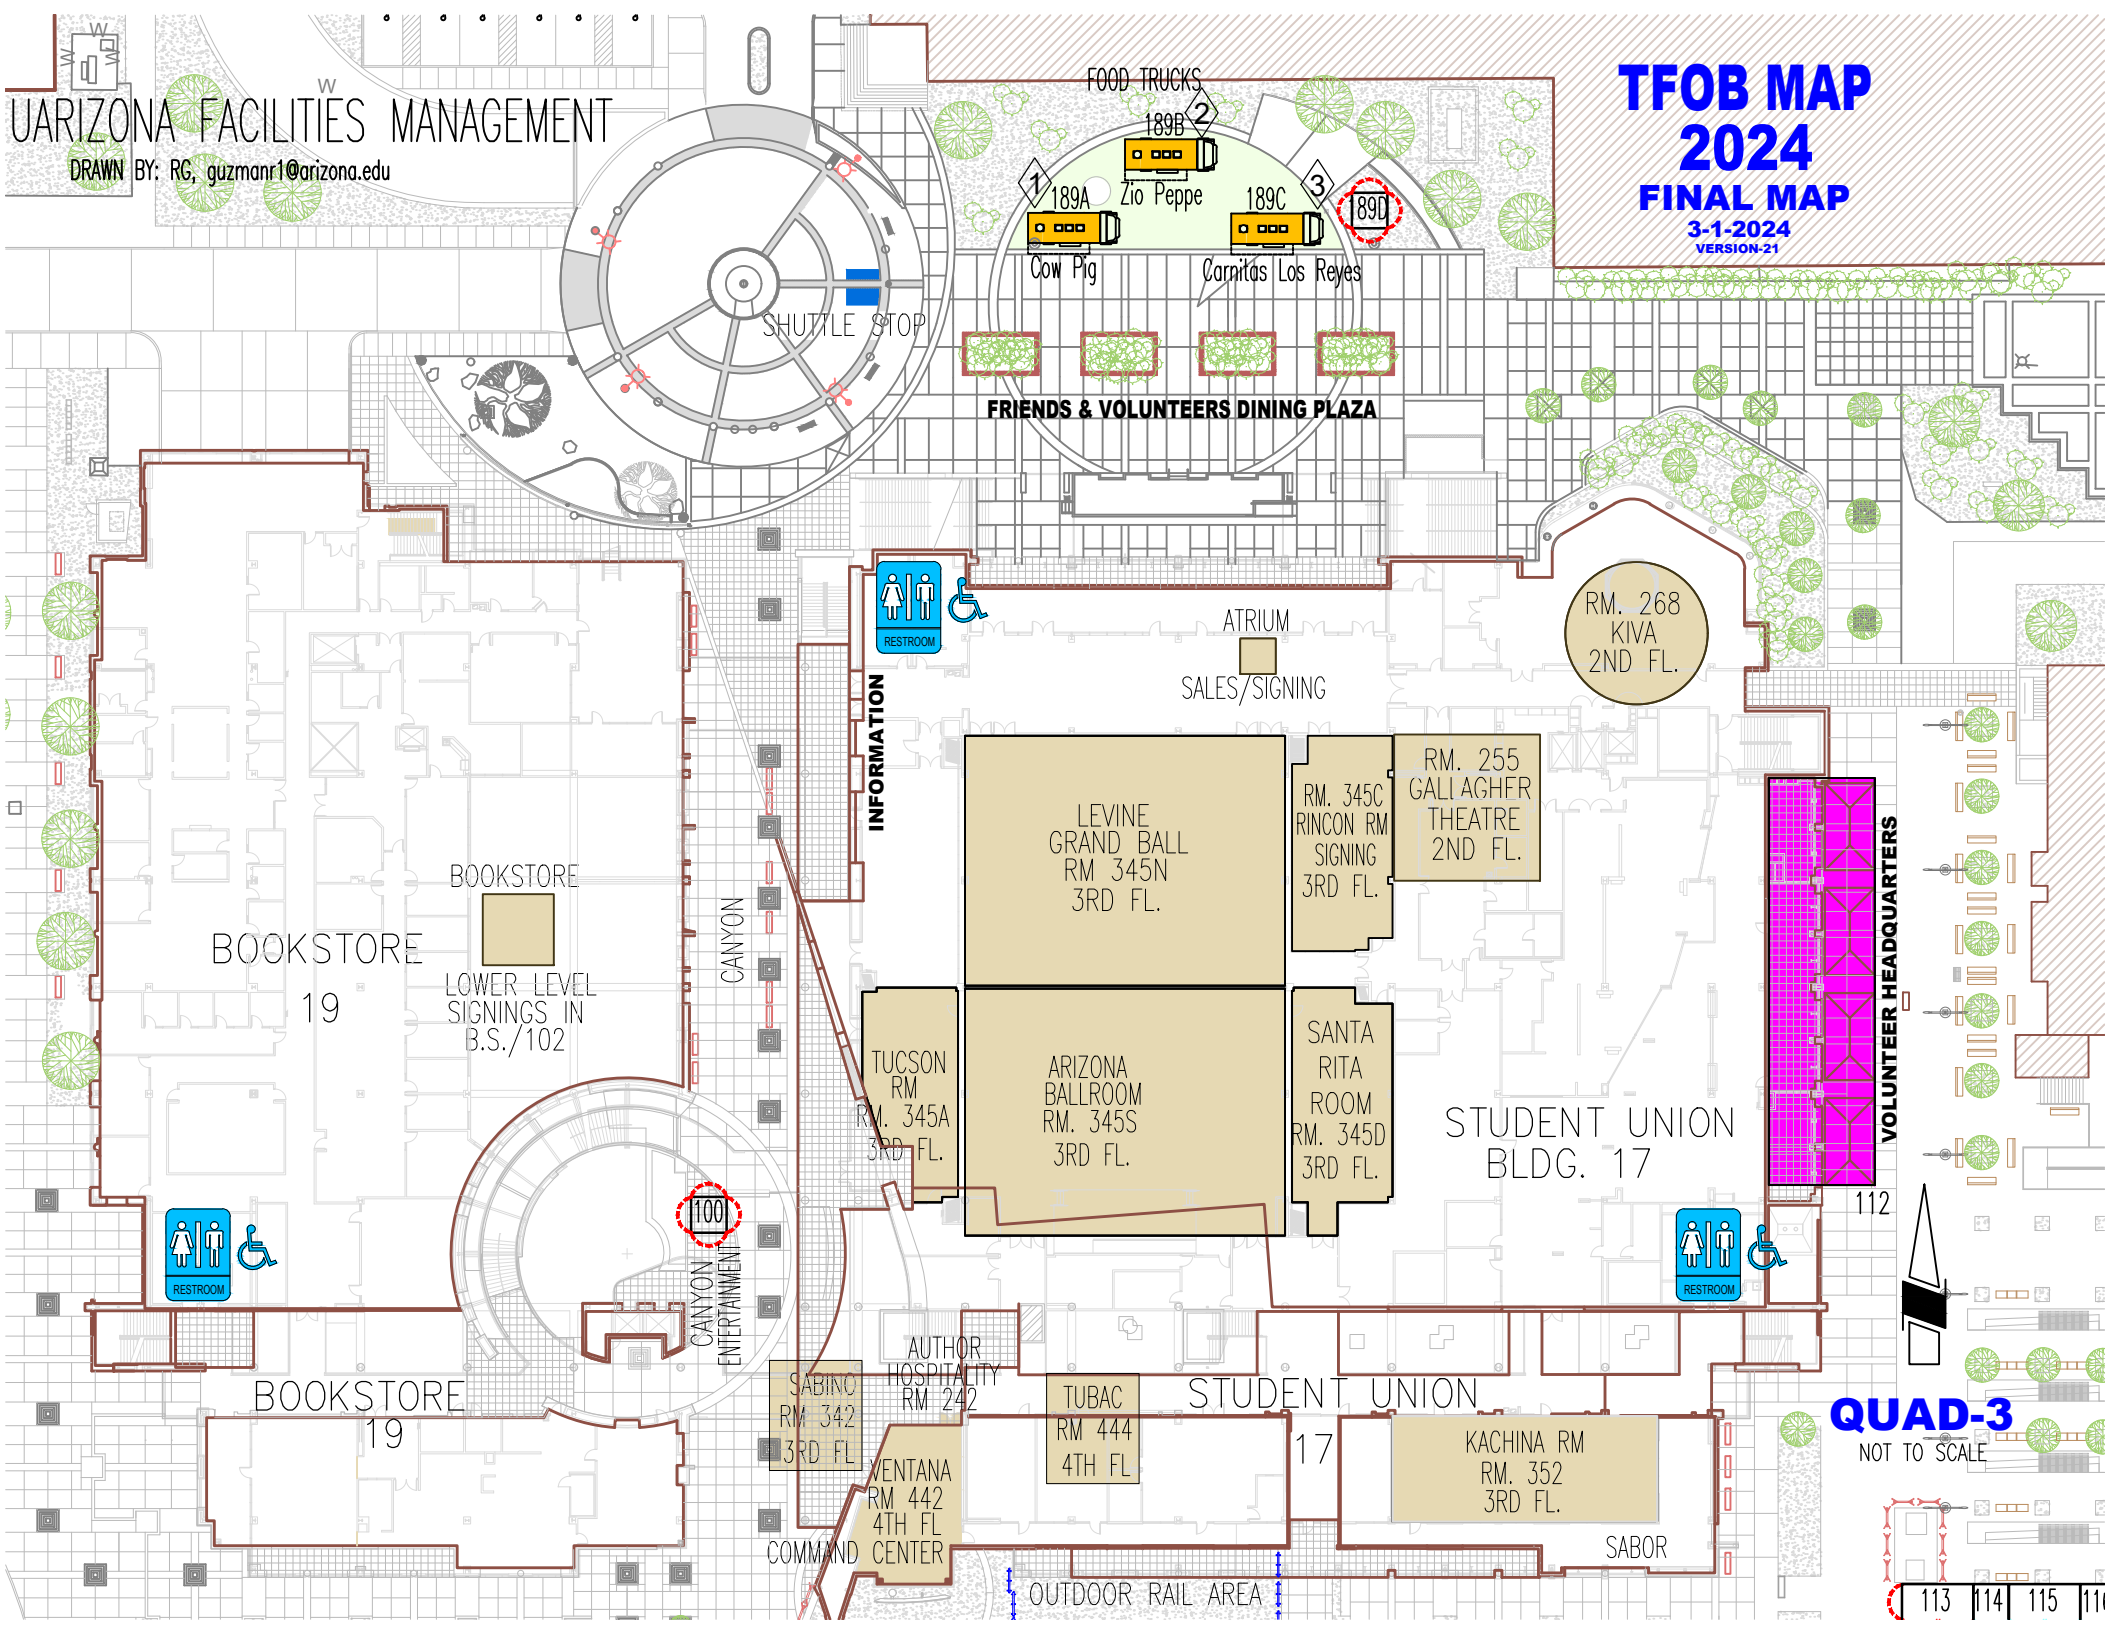 W
W
W
W
UARIZONA FACILITIES MANAGEMENT
DRAWN BY: RG, guzmanr1@arizona.edu
FOOD TRUCKS
2
189B
Zio Peppe
1
189A
Cow Pig
3
189C
Carnitas Los Reyes
189D
TFOB MAP
2024
FINAL MAP
3-1-2024
VERSION-21
SHUTTLE STOP
FRIENDS & VOLUNTEERS DINING PLAZA
RESTROOM
ATRIUM
SALES/SIGNING
RM. 268
KIVA
2ND FL.
INFORMATION
LEVINE
GRAND BALL
RM 345N
3RD FL.
RM. 345C
RINCON RM
SIGNING
3RD FL.
RM. 255
GALLAGHER
THEATRE
2ND FL.
VOLUNTEER HEADQUARTERS
112
BOOKSTORE
LOWER LEVEL
SIGNINGS IN
B.S./102
BOOKSTORE
19
CANYON
TUCSON
RM
RM. 345A
3RD FL.
ARIZONA
BALLROOM
RM. 345S
3RD FL.
SANTA
RITA
ROOM
RM. 345D
3RD FL.
STUDENT UNION
BLDG. 17
RESTROOM
100
CANYON
ENTERTAINMENT
RESTROOM
AUTHOR
HOSPITALITY
RM 242
BOOKSTORE
19
SABINO
RM 342
3RD FL
TUBAC
RM 444
4TH FL
STUDENT UNION
17
KACHINA RM
RM. 352
3RD FL.
VENTANA
RM 442
4TH FL
COMMAND CENTER
SABOR
OUTDOOR RAIL AREA
QUAD-3
NOT TO SCALE
113
114
115